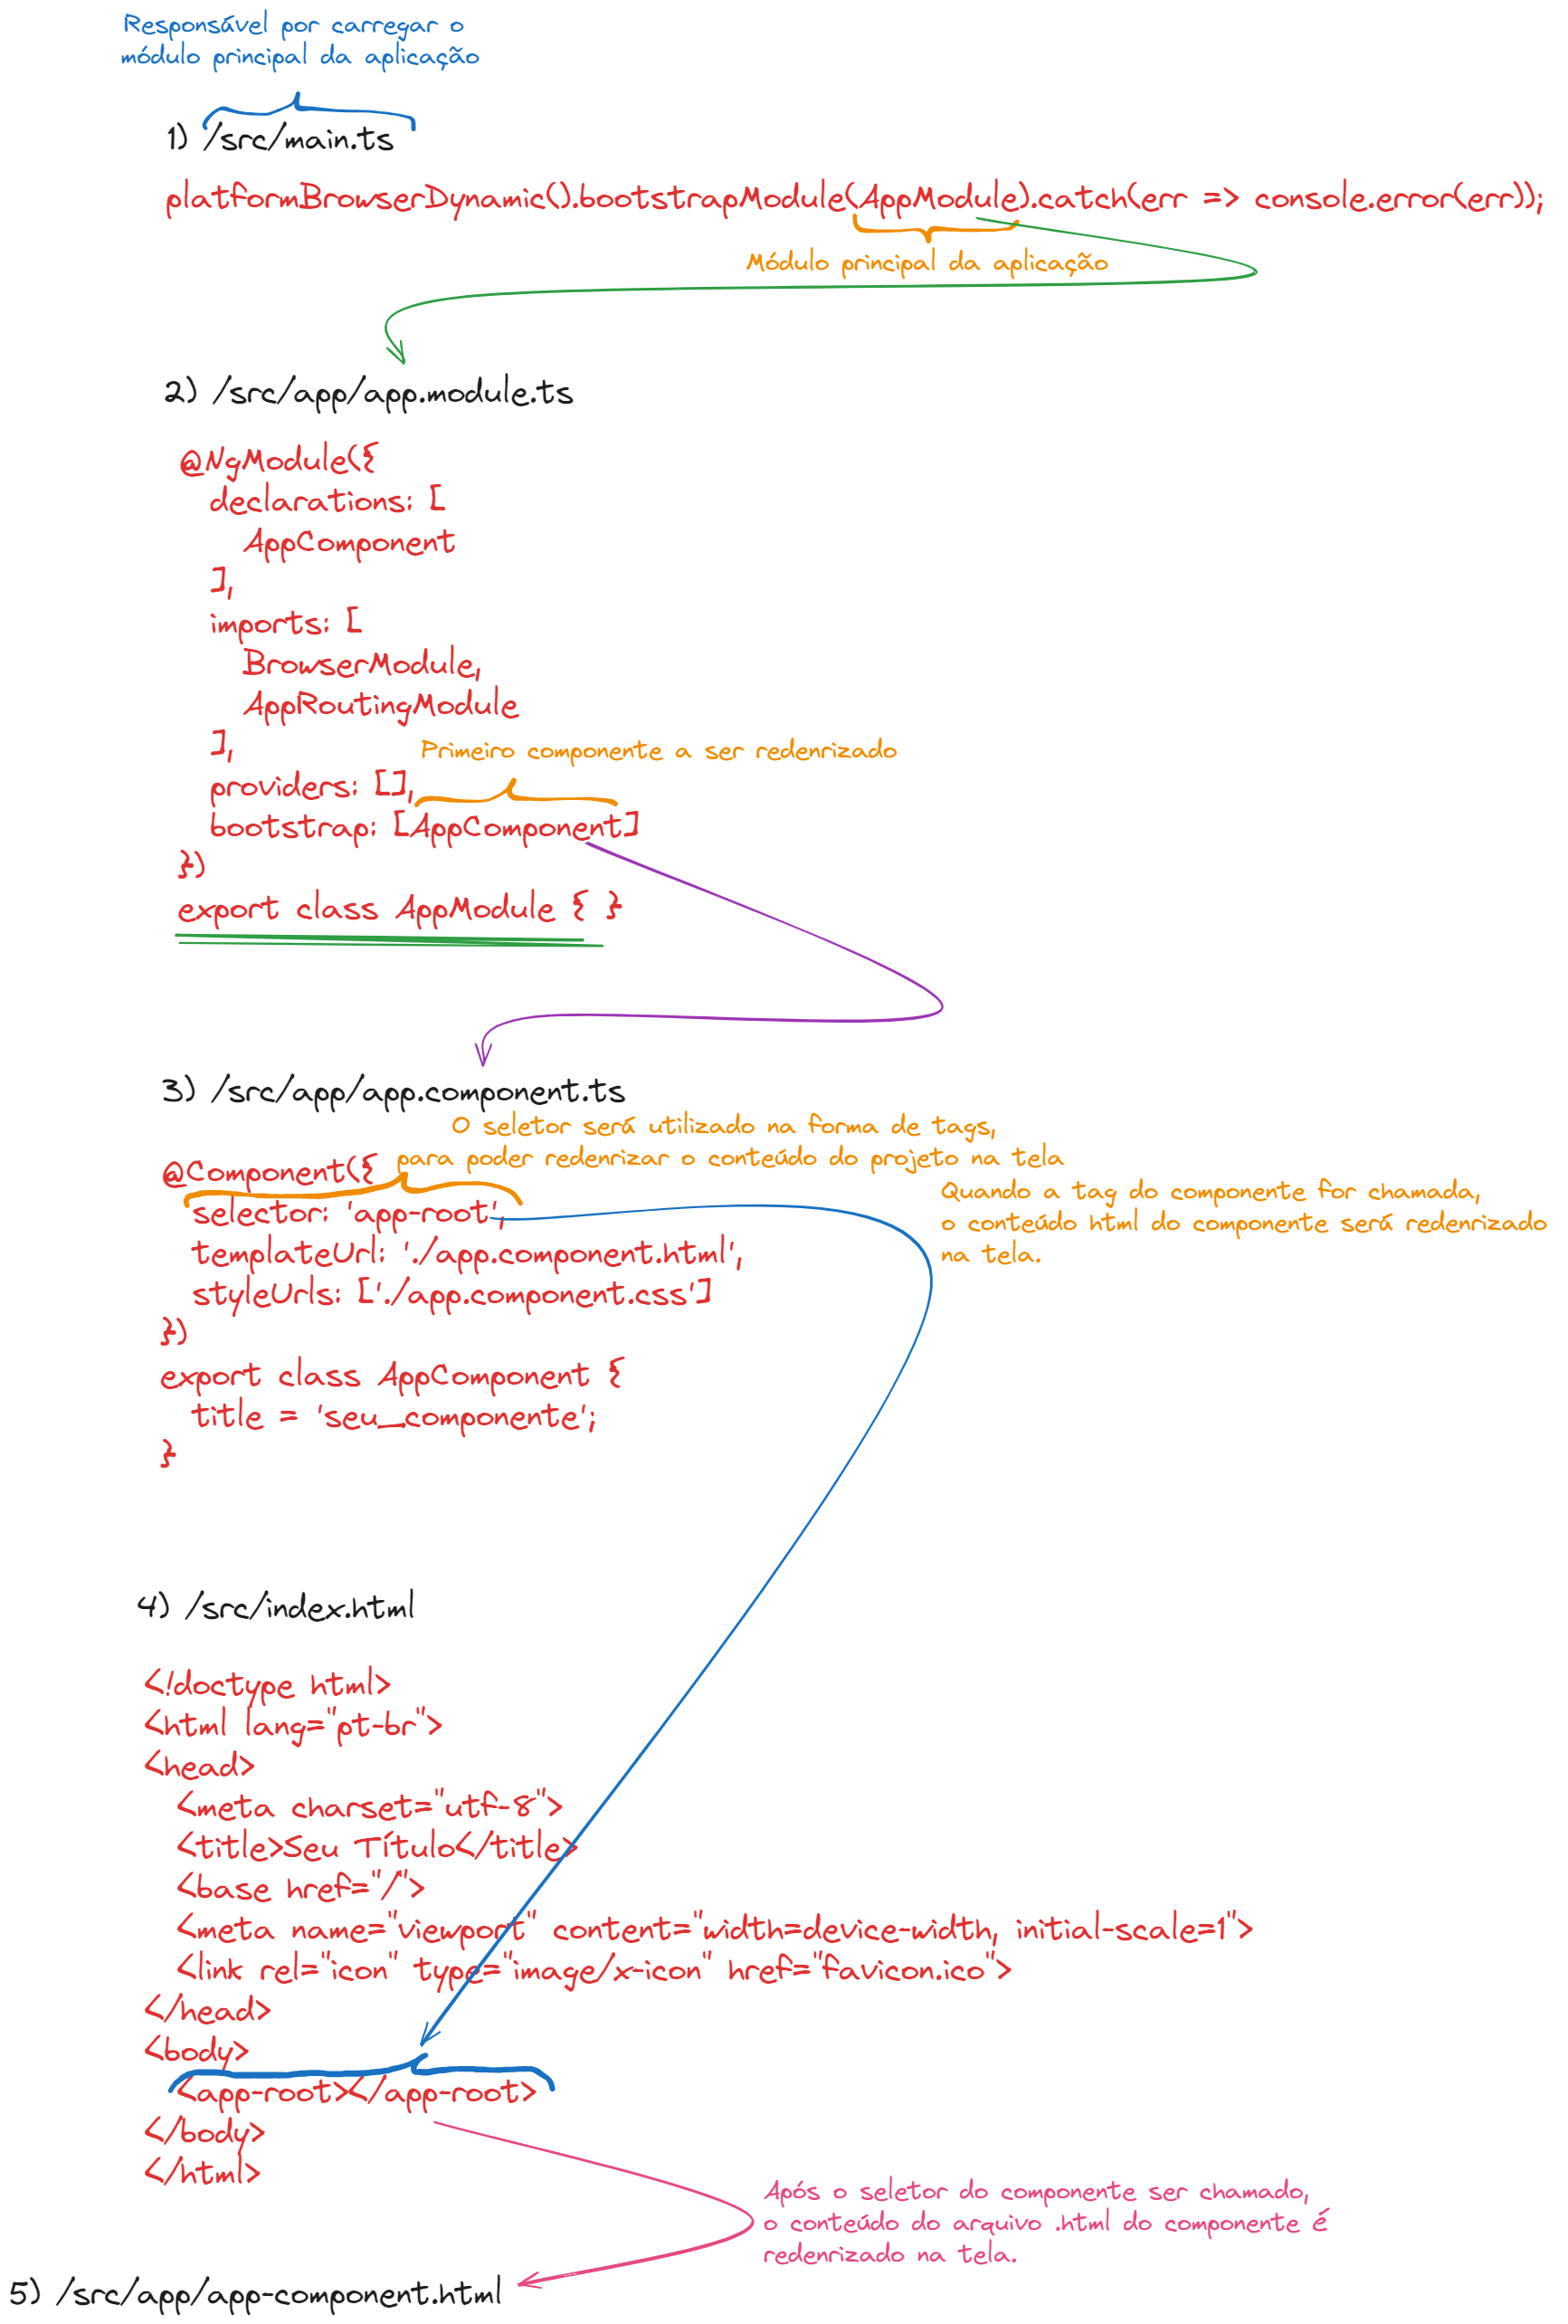 Responsável por carregar o
módulo principal da aplicação
1) /src/main.ts
platformBrowserDynamic().bootstrapModule(AppModule).catch(err => console.error(err));
Módulo principal da aplicação
2) /src/app/app.module.ts
@NgModule({
declarations: [
AppComponent
],
imports: [
BrowserModule,
AppRoutingModule
],
Primeiro componente a ser redenrizado
providers: [],
bootstrap: [AppComponent]
})
export class AppModule { }
3) /src/app/app.component.ts
O seletor será utilizado na forma de tags,
para poder redenrizar o conteúdo do projeto na tela
@Component({
Quando a tag do componente for chamada,
o conteúdo html do componente será redenrizado
na tela.
selector: 'app-root',
templateUrl: './app.component.html',
styleUrls: ['./app.component.css']
})
export class AppComponent {
title = 'seu_componente';
}
4) /src/index.html
<!doctype html>
<html lang="pt-br">
<head>
<meta charset="utf-8">
<title>Seu Título</title>
<base href="/">
<meta name="viewport" content="width=device-width, initial-scale=1">
<link rel="icon" type="image/x-icon" href="favicon.ico">
</head>
<body>
<app-root></app-root>
</body>
</html>
Após o seletor do componente ser chamado,
o conteúdo do arquivo .html do componente é
redenrizado na tela.
5) /src/app/app-component.html